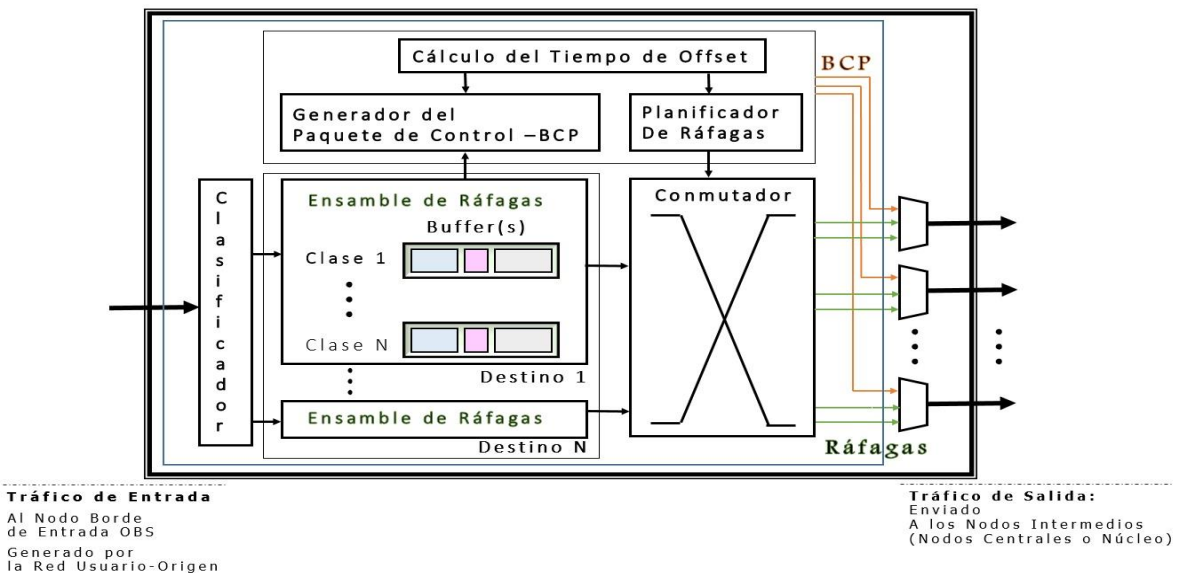 Cálculo del Tiempo de Offset
BCP
Generador del
Paquete de Control –BCP
Planificador
De Ráfagas
Clasificador
Ensamble de Ráfagas
Buffer(s)
Clase 1
Clase N
Destino 1
Ensamble de Ráfagas
Destino N
Conmutador
Ráfagas
Tráfico de Entrada
Al Nodo Borde
de Entrada OBS
Generado por
la Red Usuario-Origen
Tráfico de Salida:
Enviado
A los Nodos Intermedios
(Nodos Centrales o Núcleo)